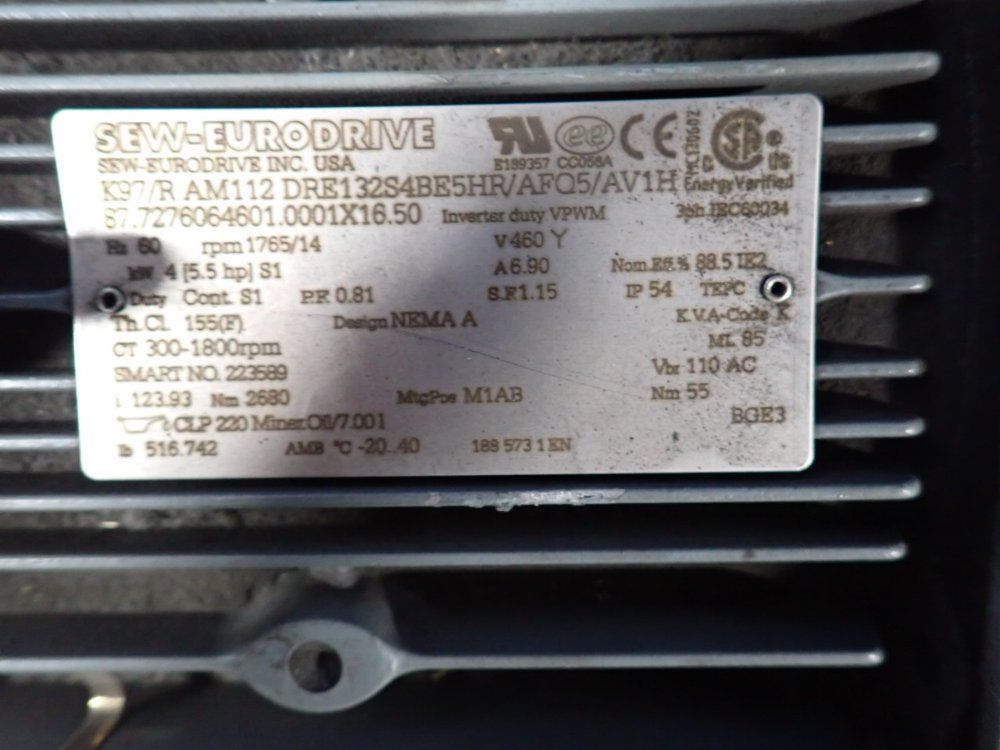 SEW-EURODRIVE
SEW-EURODRIVE INC. USA
E189357 CC056A
MC130602
Energy Verified
K97/R AM112 DRE132S4BE5HR/AFQ5/AV1H
87.7276064601.0001X16.50 Inverter duty VPWM 3ph.IEC60034
Hz 60 rpm 1765/14 V 460 Y
kW 4 [5.5 hp] S1 A 6.90 Nom.Eff % 88.5 IE2
Duty Cont. S1 P.F. 0.81 S.F.1.15 IP 54 TEFC
Th.Cl. 155(F) Design NEMA A K.V.A-Code K
CT 300-1800rpm ML 85
SMART NO. 223589 Vbr 110 AC
i 123.93 Nm 2680 MtgPos M1AB Nm 55
CLP 220 Miner.Oil/7.00 l BGE3
lb 516.742 AMB °C -20..40 188 573 1 EN